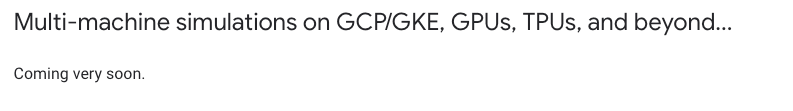 Multi-machine simulations on GCP/GKE, GPUs, TPUs, and beyond...
Coming very soon.